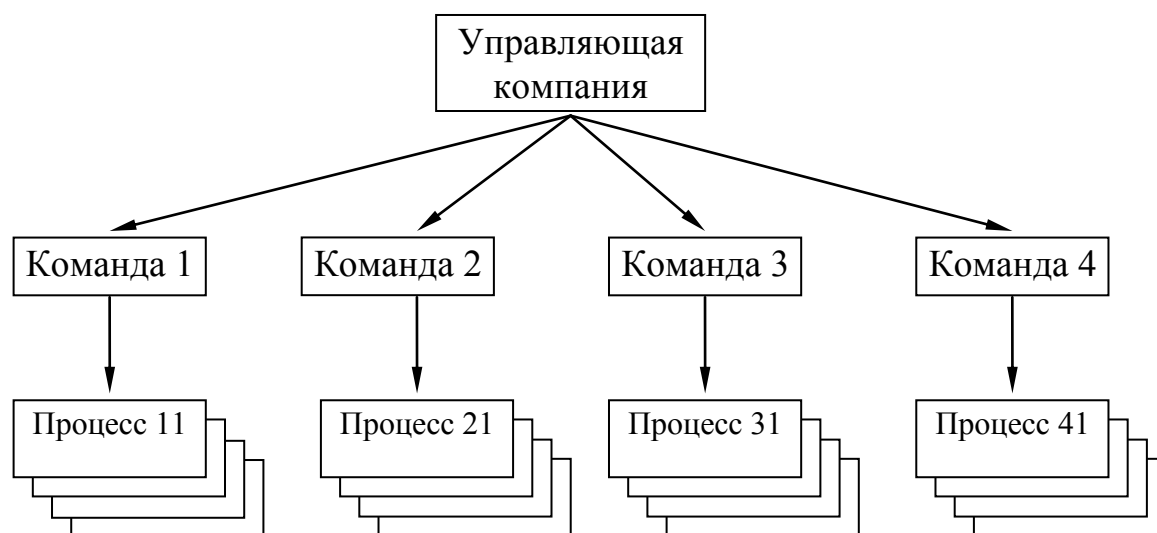 Управляющая
компания
Команда 1
Команда 2
Команда 3
Команда 4
Процесс 11
Процесс 21
Процесс 31
Процесс 41